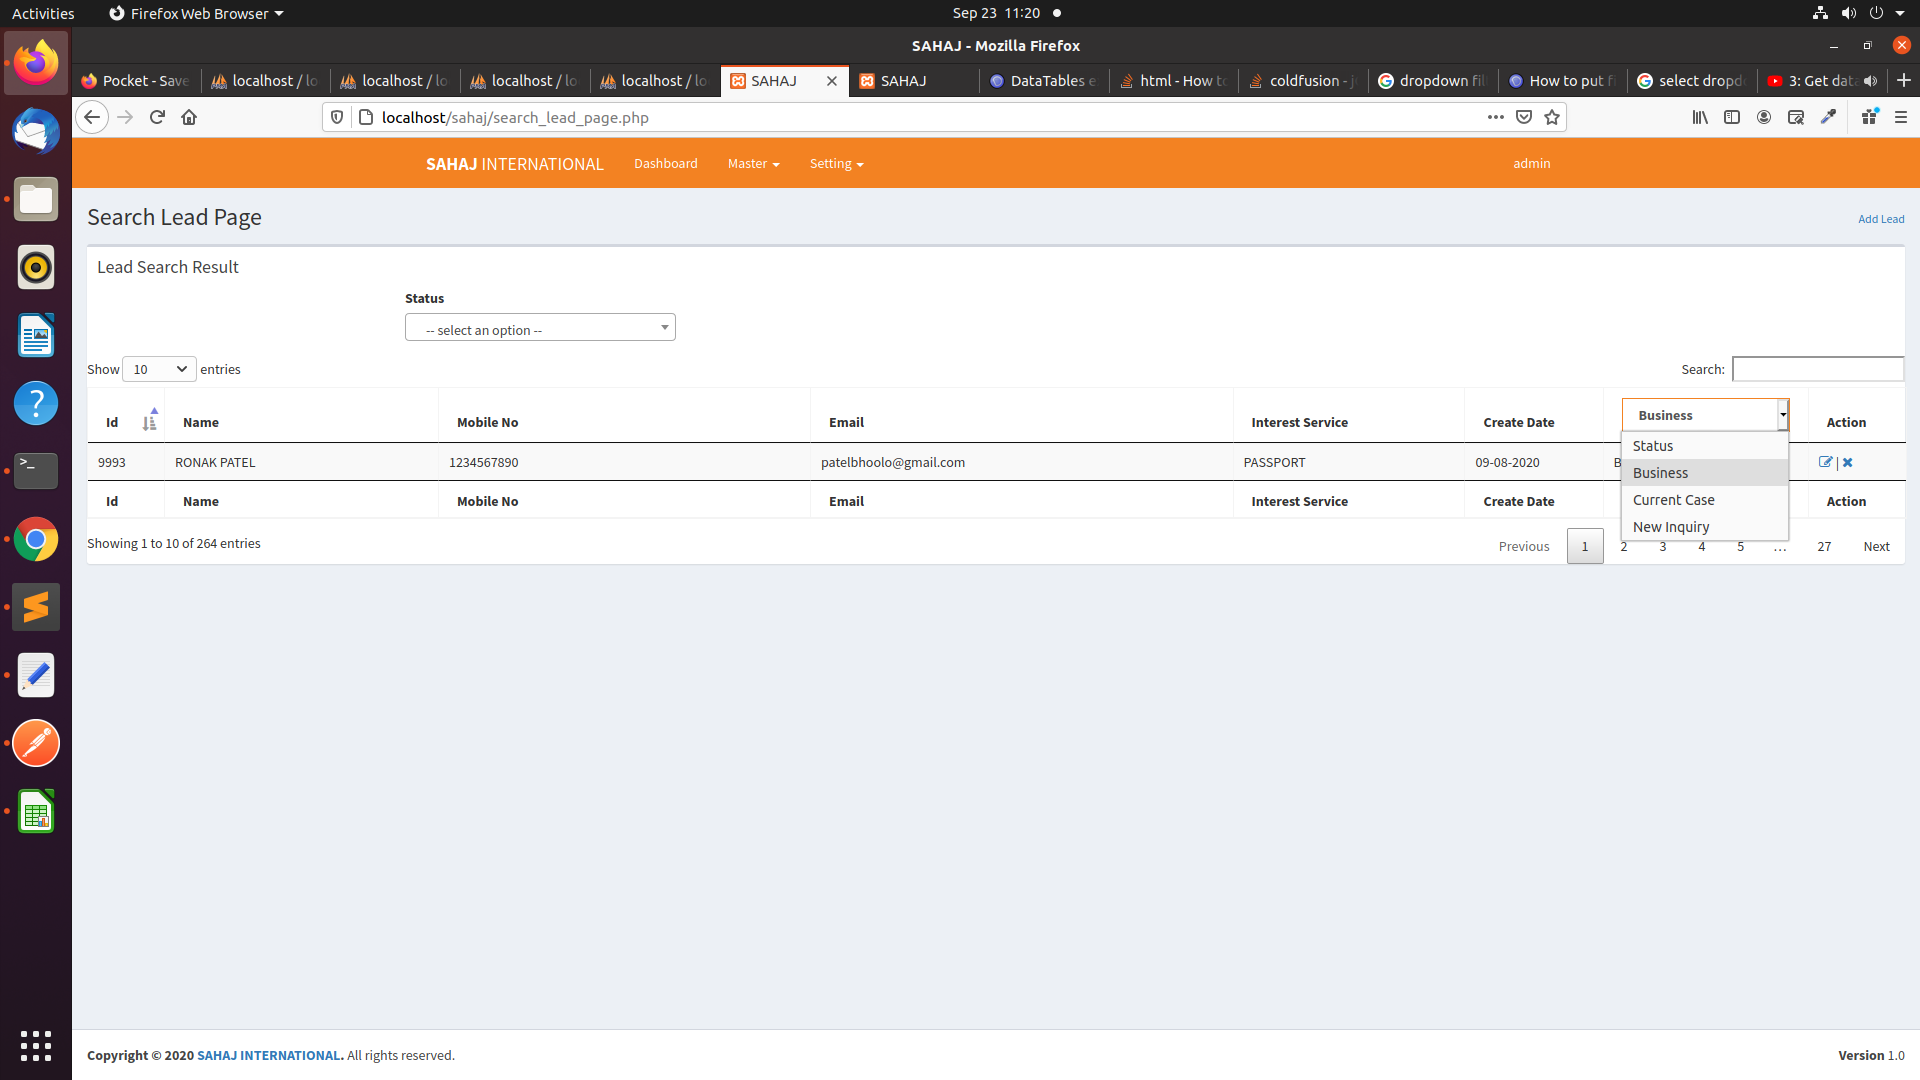 Activities Firefox Web Browser Sep 23 11:20
SAHAJ - Mozilla Firefox
Pocket - Save localhost / lo localhost / lo localhost / lo localhost / lo SAHAJ SAHAJ DataTables e html - How to coldfusion - j dropdown fil How to put f select dropd 3: Get data
localhost/sahaj/search_lead_page.php
SAHAJ INTERNATIONAL Dashboard Master Setting admin
Search Lead Page Add Lead
Lead Search Result
Status
-- select an option --
Show 10 entries Search:
Id Name Mobile No Email Interest Service Create Date Business Action
Status
9993 RONAK PATEL 1234567890 patelbhoolo@gmail.com PASSPORT 09-08-2020 B |
Business
Current Case
Id Name Mobile No Email Interest Service Create Date Action
New Inquiry
Showing 1 to 10 of 264 entries Previous 1 2 3 4 5 ... 27 Next
Copyright © 2020 SAHAJ INTERNATIONAL. All rights reserved. Version 1.0